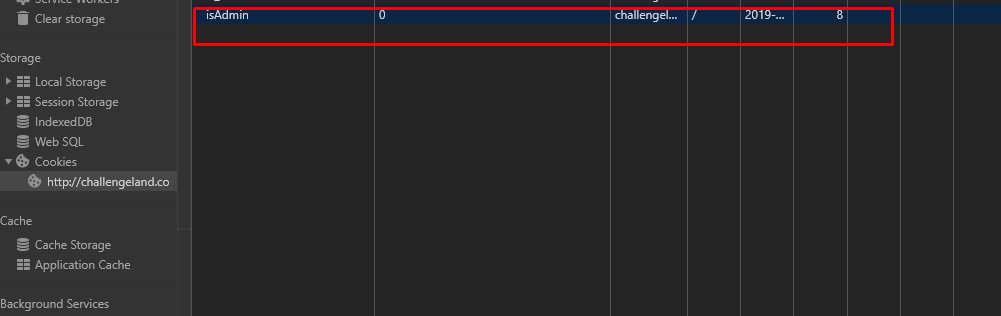 Service Workers
Clear storage
Storage
Local Storage
Session Storage
IndexedDB
Web SQL
Cookies
http://challengeland.co
Cache
Cache Storage
Application Cache
Background Services
isAdmin 0 challengel... / 2019-... 8